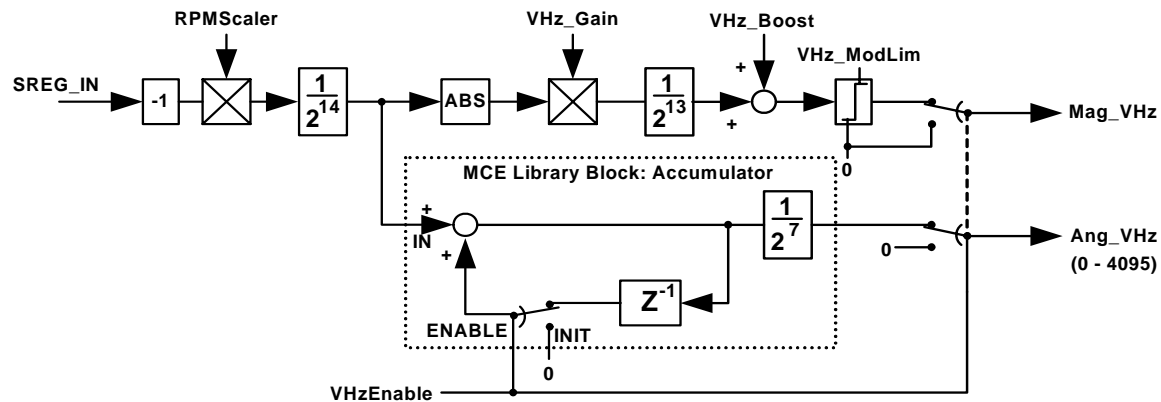 RPMScaler
VHz_Gain
VHz_Boost
VHz_ModLim
SREG_IN
-1
1
2^14
ABS
1
2^13
+
+
0
Mag_VHz
MCE Library Block: Accumulator
+
IN
+
1
2^7
0
Ang_VHz
(0 - 4095)
Z^-1
ENABLE
INIT
0
VHzEnable